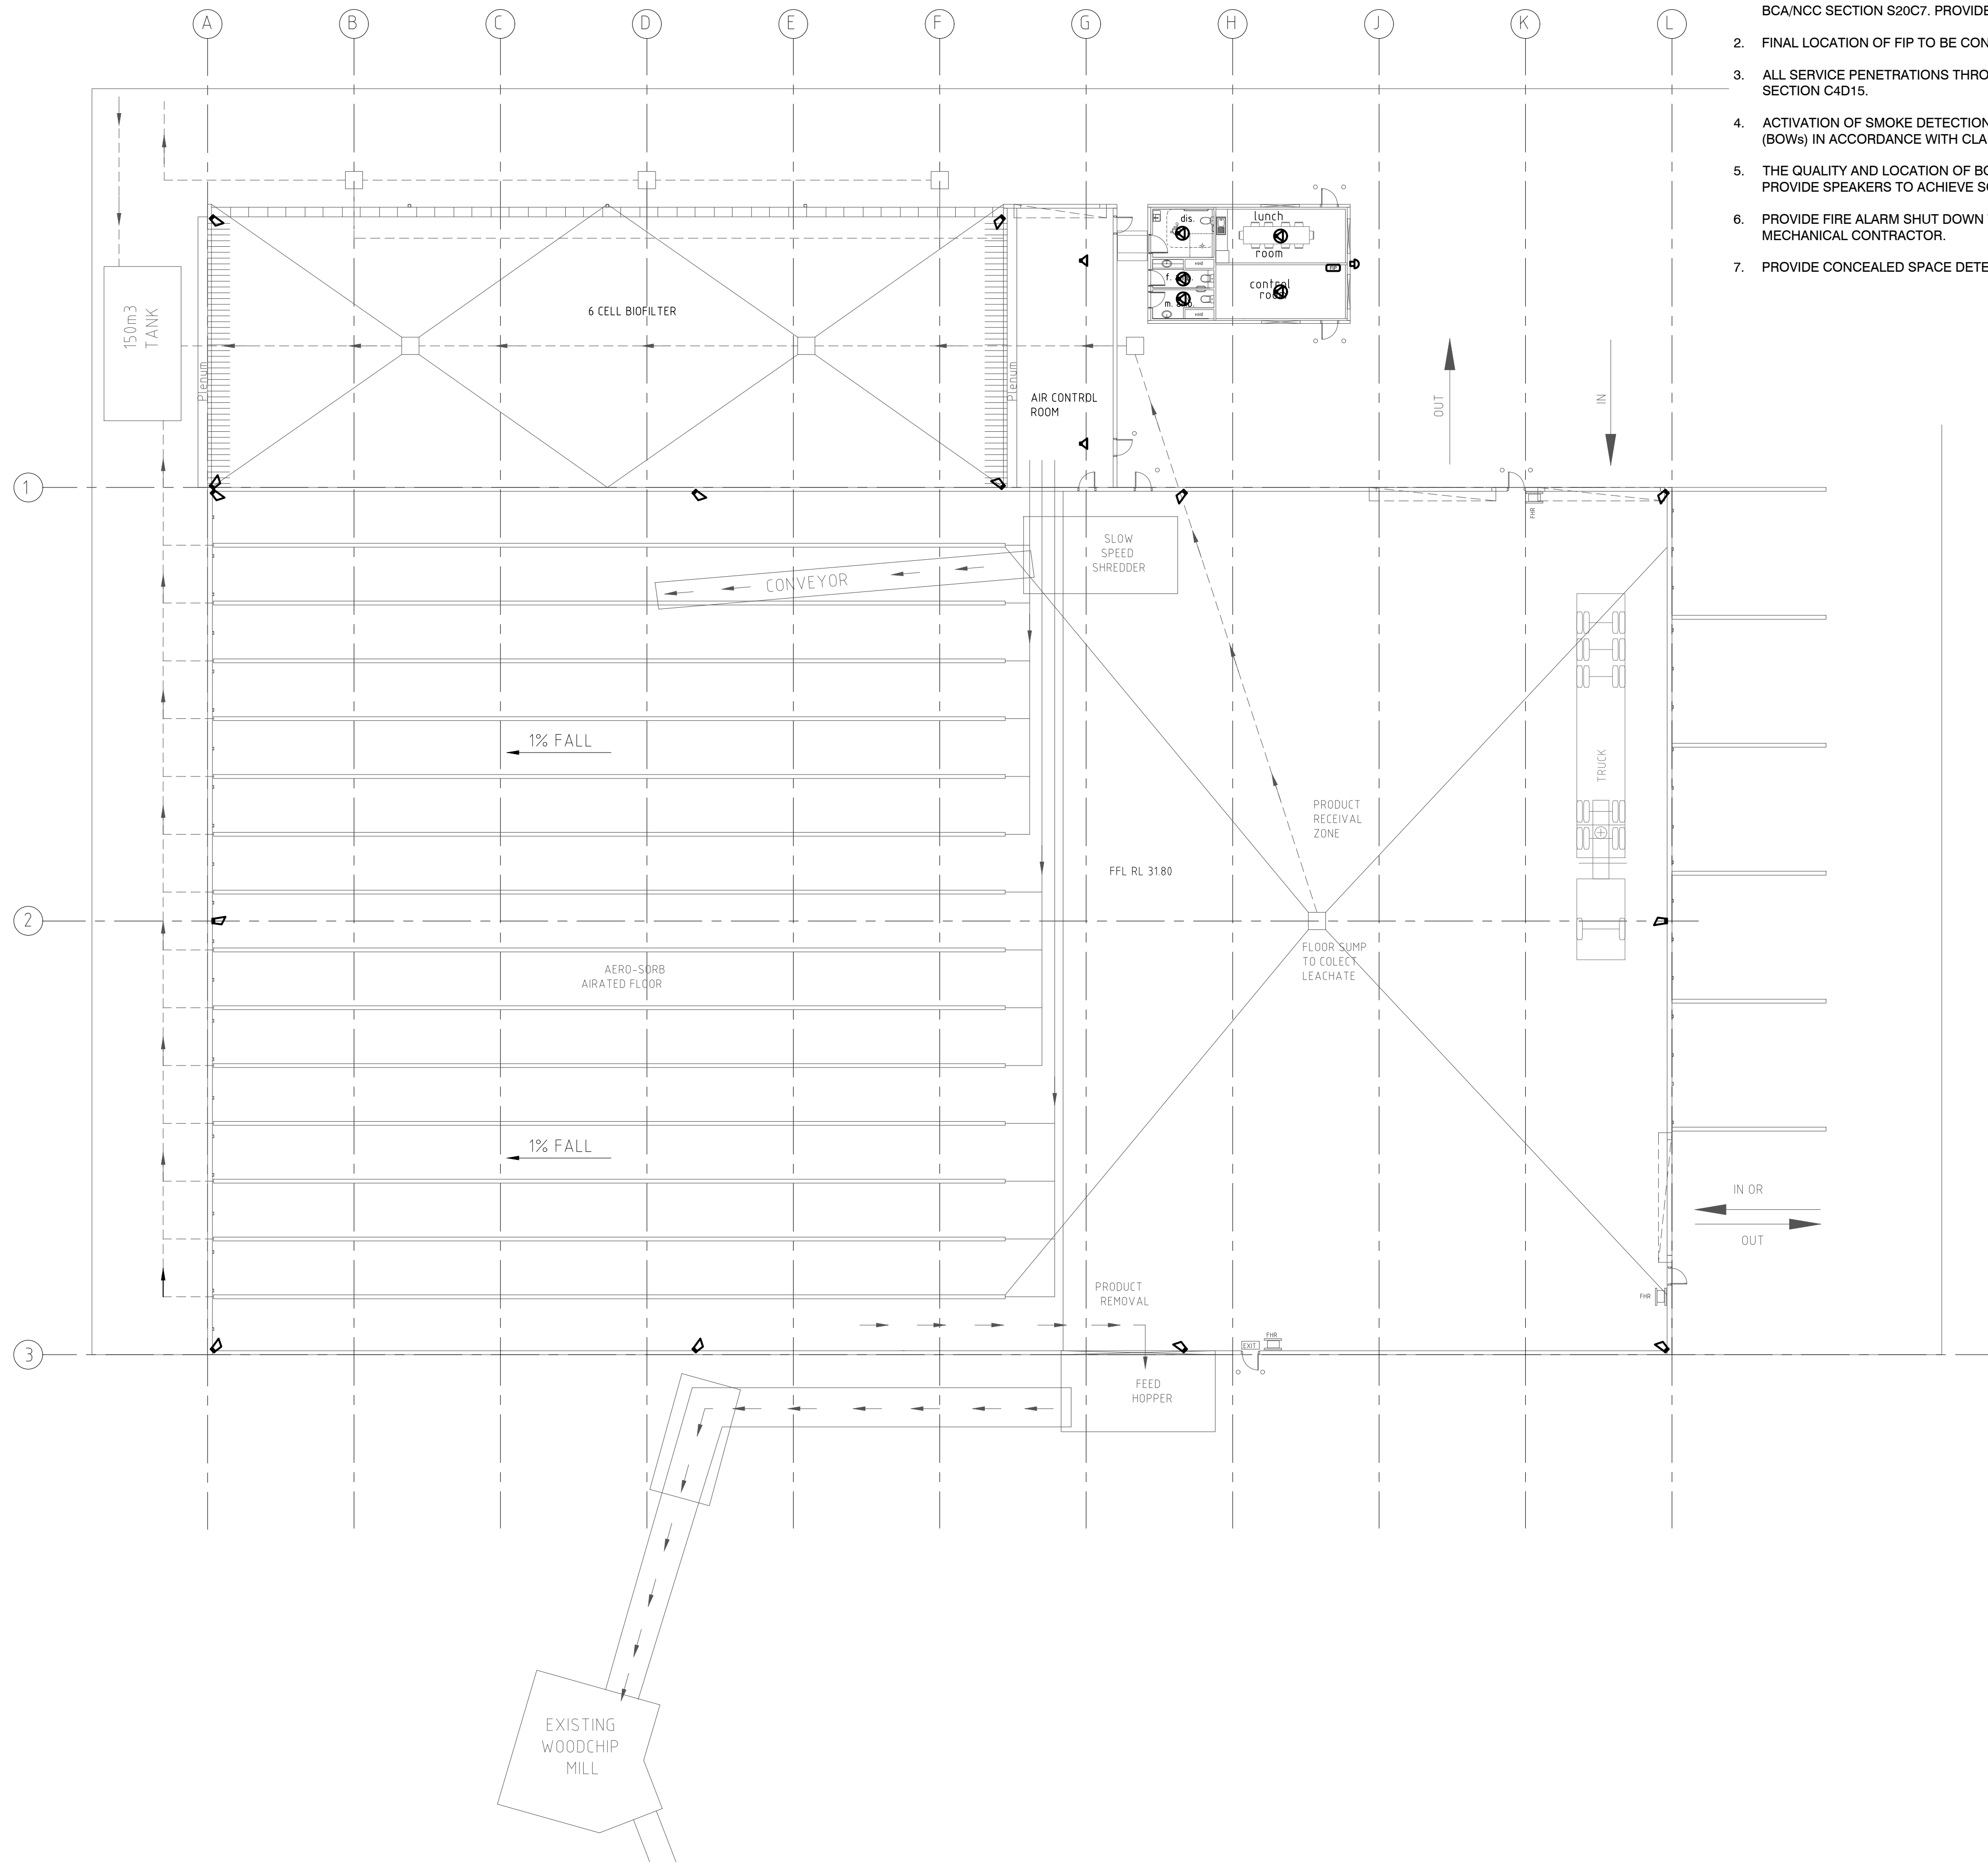 A B C D E F G H J K L
BCA/NCC SECTION S20C7. PROVIDE
2. FINAL LOCATION OF FIP TO BE CON
3. ALL SERVICE PENETRATIONS THRO
SECTION C4D15.
4. ACTIVATION OF SMOKE DETECTION
(BOWs) IN ACCORDANCE WITH CLA
5. THE QUALITY AND LOCATION OF BO
PROVIDE SPEAKERS TO ACHIEVE SO
6. PROVIDE FIRE ALARM SHUT DOWN
MECHANICAL CONTRACTOR.
7. PROVIDE CONCEALED SPACE DETE
dis.
lunch
room
void
f.
control
room
m. amb.
void
FIP
150m3
TANK
Plenum
6 CELL BIOFILTER
Plenum
AIR CONTROL
ROOM
OUT
IN
1
FHR
SLOW
SPEED
SHREDDER
CONVEYOR
1% FALL
TRUCK
PRODUCT
RECEIVAL
ZONE
FFL RL 31.80
2
FLOOR SUMP
TO COLECT
LEACHATE
AERO-SORB
AIRATED FLOOR
1% FALL
IN OR
OUT
PRODUCT
REMOVAL
FHR
FHR
EXIT
3
FEED
HOPPER
EXISTING
WOODCHIP
MILL